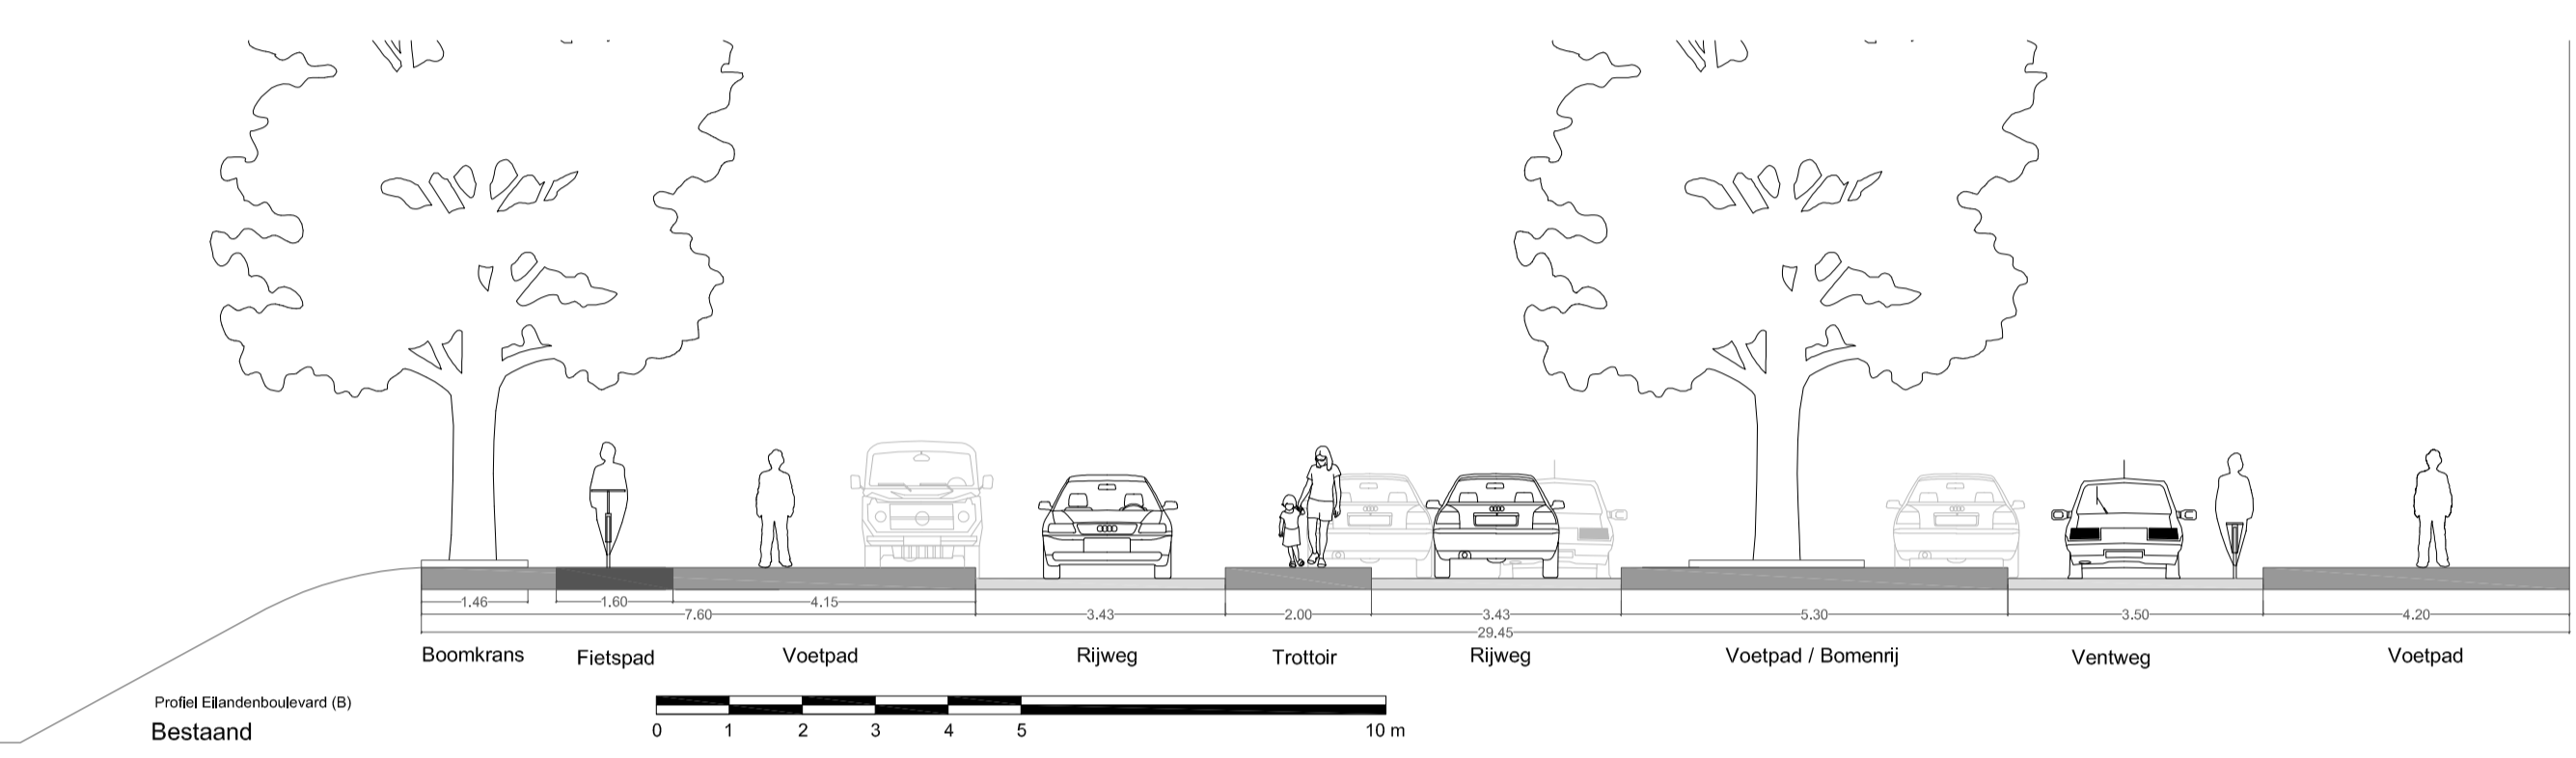 1.46 1.60 4.15
7.60 3.43 2.00 3.43 5.30 3.50 4.20
29.45
Boomkrans Fietspad Voetpad Rijweg Trottoir Rijweg Voetpad / Bomenrij Ventweg Voetpad
Profiel Eilandenboulevard (B)
Bestaand
0 1 2 3 4 5 10 m